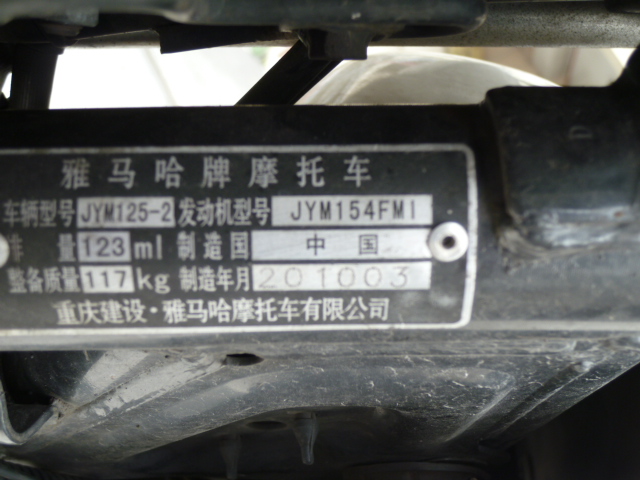 雅马哈牌摩托车
车辆型号 JYM125-2 发动机型号 JYM154FMI
量 123 ml 制造国 中国
整备质量 117 kg 制造年月 201003
重庆建设·雅马哈摩托车有限公司